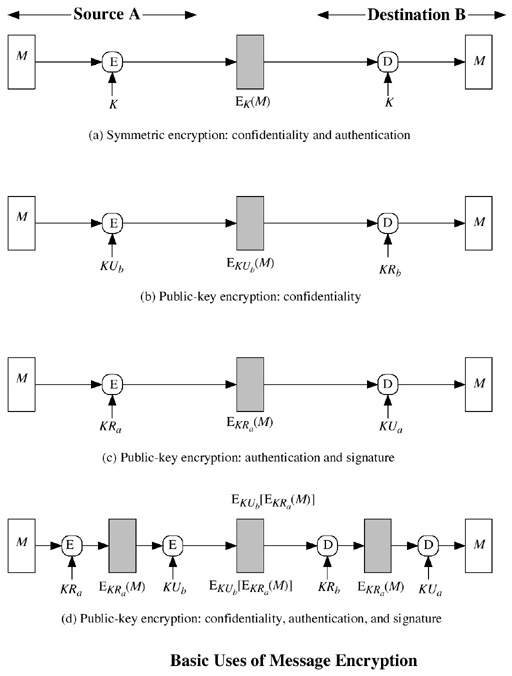 Source A Destination B
M E D M
K E_K(M) K
(a) Symmetric encryption: confidentiality and authentication
M E D M
KU_b E_{KU_b}(M) KR_b
(b) Public-key encryption: confidentiality
M E D M
KR_a E_{KR_a}(M) KU_a
(c) Public-key encryption: authentication and signature
E_{KU_b}[E_{KR_a}(M)]
M E E D D M
KR_a E_{KR_a}(M) KU_b E_{KU_b}[E_{KR_a}(M)] KR_b E_{KR_a}(M) KU_a
(d) Public-key encryption: confidentiality, authentication, and signature
Basic Uses of Message Encryption